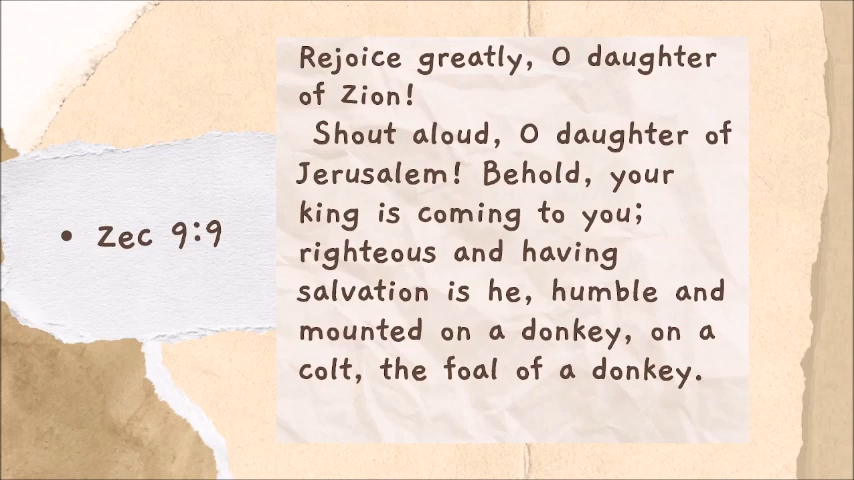 • Zec 9:9
Rejoice greatly, O daughter
of Zion!
Shout aloud, O daughter of
Jerusalem! Behold, your
king is coming to you;
righteous and having
salvation is he, humble and
mounted on a donkey, on a
colt, the foal of a donkey.